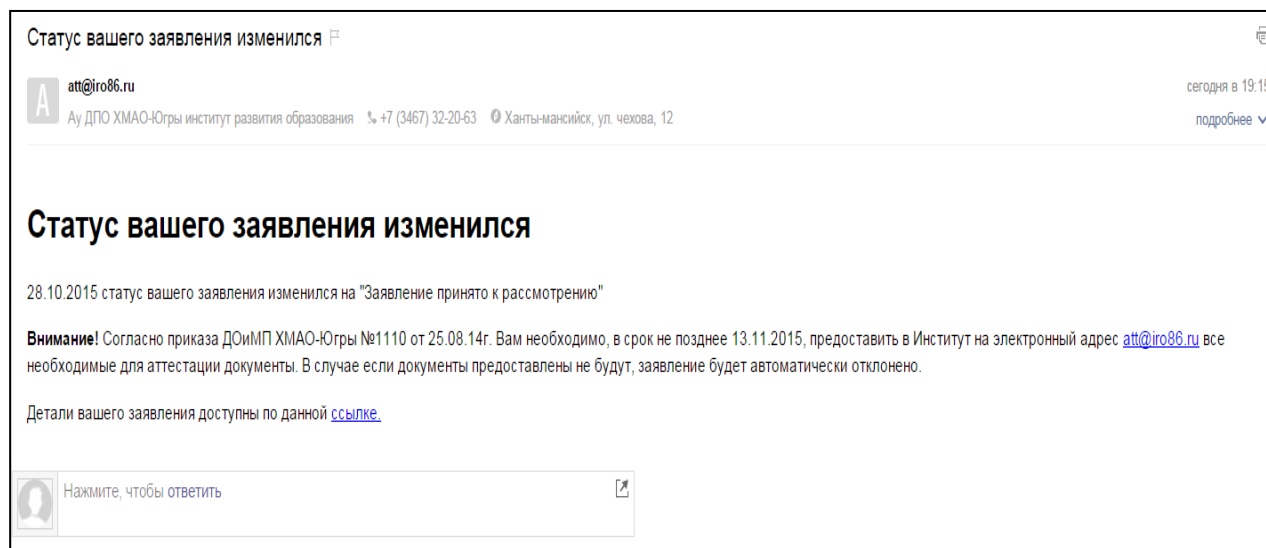 Статус вашего заявления изменился
att@iro86.ru
сегодня в 19:15
A
Ау ДПО ХМАО-Югры институт развития образования +7 (3467) 32-20-63 Ханты-мансийск, ул. чехова, 12
подробнее
Статус вашего заявления изменился
28.10.2015 статус вашего заявления изменился на "Заявление принято к рассмотрению"
Внимание! Согласно приказа ДОиМП ХМАО-Югры №1110 от 25.08.14г. Вам необходимо, в срок не позднее 13.11.2015, предоставить в Институт на электронный адрес att@iro86.ru все
необходимые для аттестации документы. В случае если документы предоставлены не будут, заявление будет автоматически отклонено.
Детали вашего заявления доступны по данной ссылке.
Нажмите, чтобы ответить